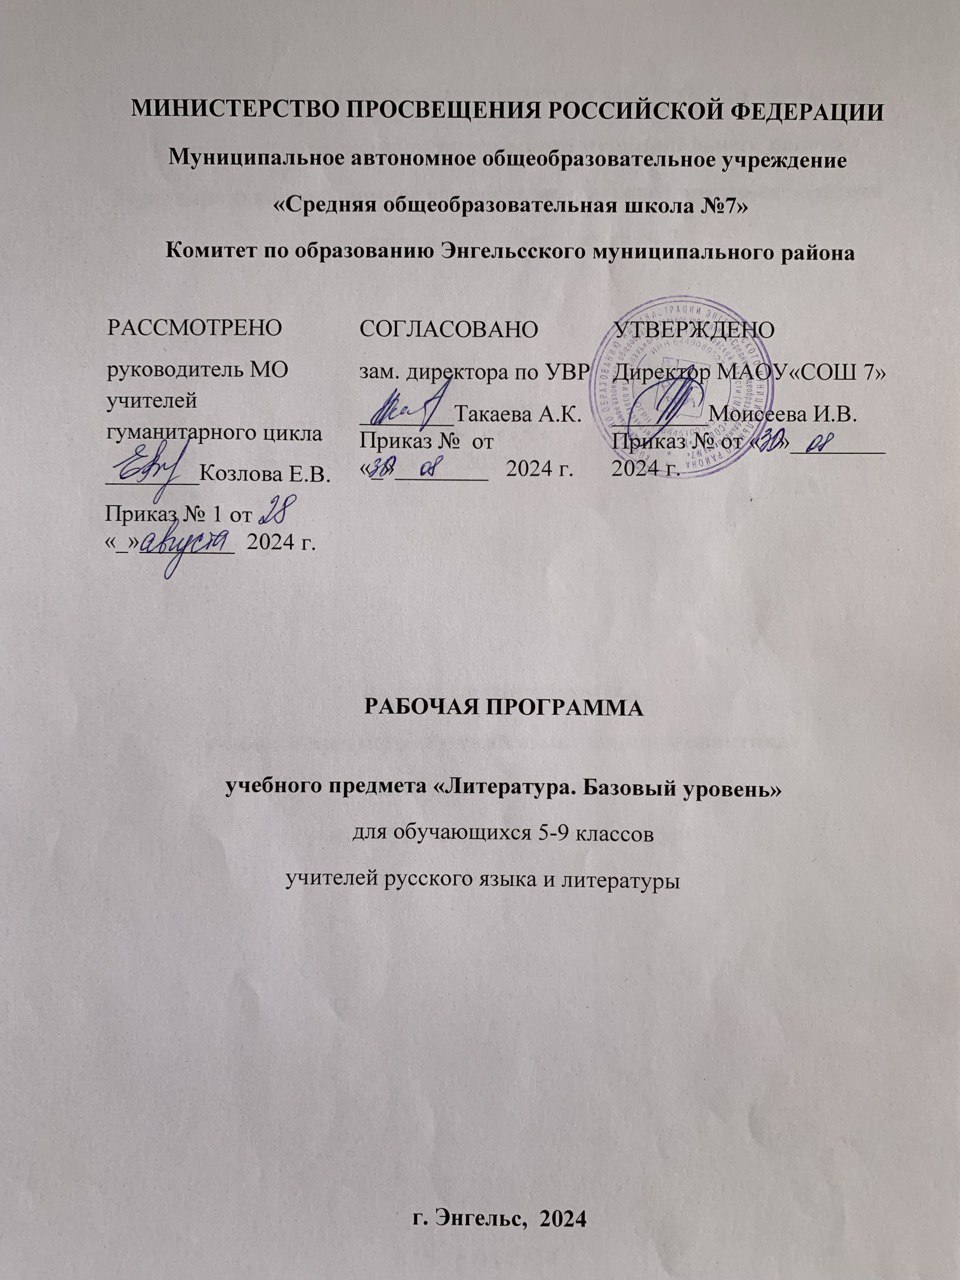 МИНИСТЕРСТВО ПРОСВЕЩЕНИЯ РОССИЙСКОЙ ФЕДЕРАЦИИ
Муниципальное автономное общеобразовательное учреждение
«Средняя общеобразовательная школа №7»
Комитет по образованию Энгельсского муниципального района
РАССМОТРЕНО
руководитель МО
учителей
гуманитарного цикла
________Козлова Е.В.
Приказ № 1 от 28
«_»августа 2024 г.
СОГЛАСОВАНО
зам. директора по УВР
________Такаева А.К.
Приказ № от
«30» 08 2024 г.
УТВЕРЖДЕНО
Директор МАОУ«СОШ 7»
________Моисеева И.В.
Приказ № от «30» 08
2024 г.
РАБОЧАЯ ПРОГРАММА
учебного предмета «Литература. Базовый уровень»
для обучающихся 5-9 классов
учителей русского языка и литературы
г. Энгельс, 2024